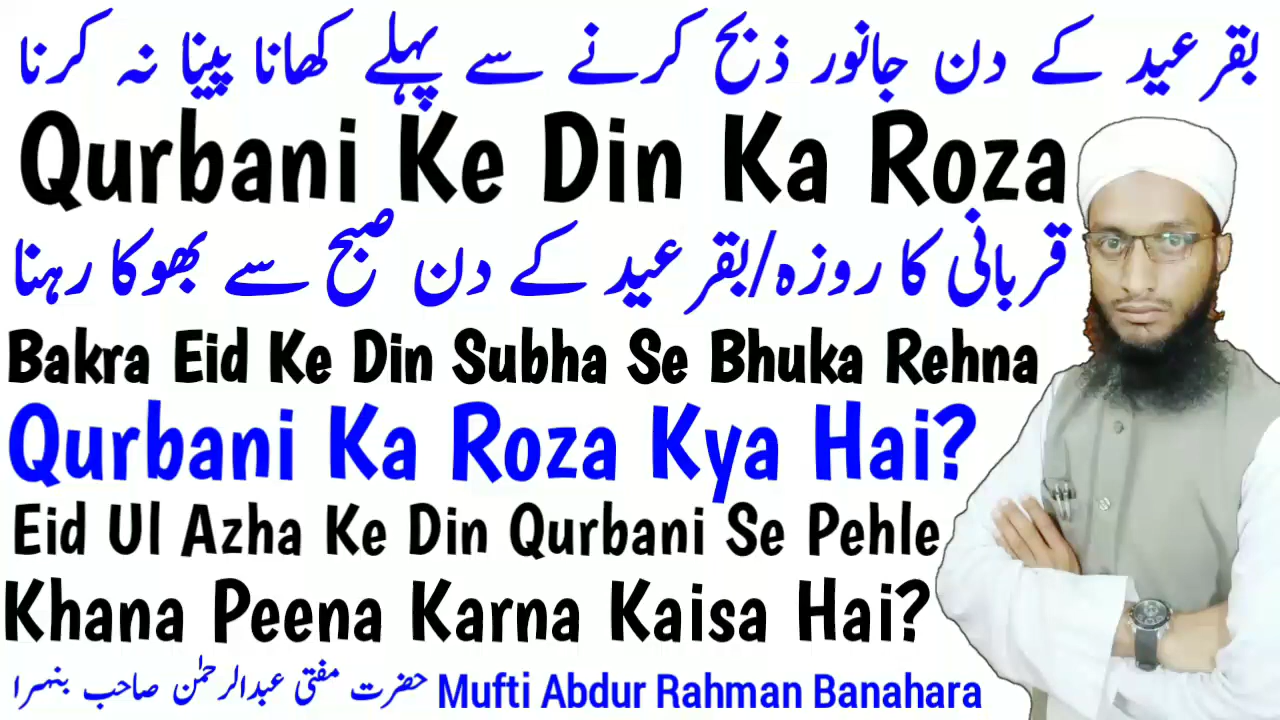 بقرعید کے دن جانور ذبح کرنے سے پہلے کھانا پینا نہ کرنا
Qurbani Ke Din Ka Roza
قربانی کا روزہ/بقرعید کے دن صبح سے بھوکا رہنا
Bakra Eid Ke Din Subha Se Bhuka Rehna
Qurbani Ka Roza Kya Hai?
Eid Ul Azha Ke Din Qurbani Se Pehle
Khana Peena Karna Kaisa Hai?
حضرت مفتی عبدالرحمٰن صاحب بنہرا Mufti Abdur Rahman Banahara